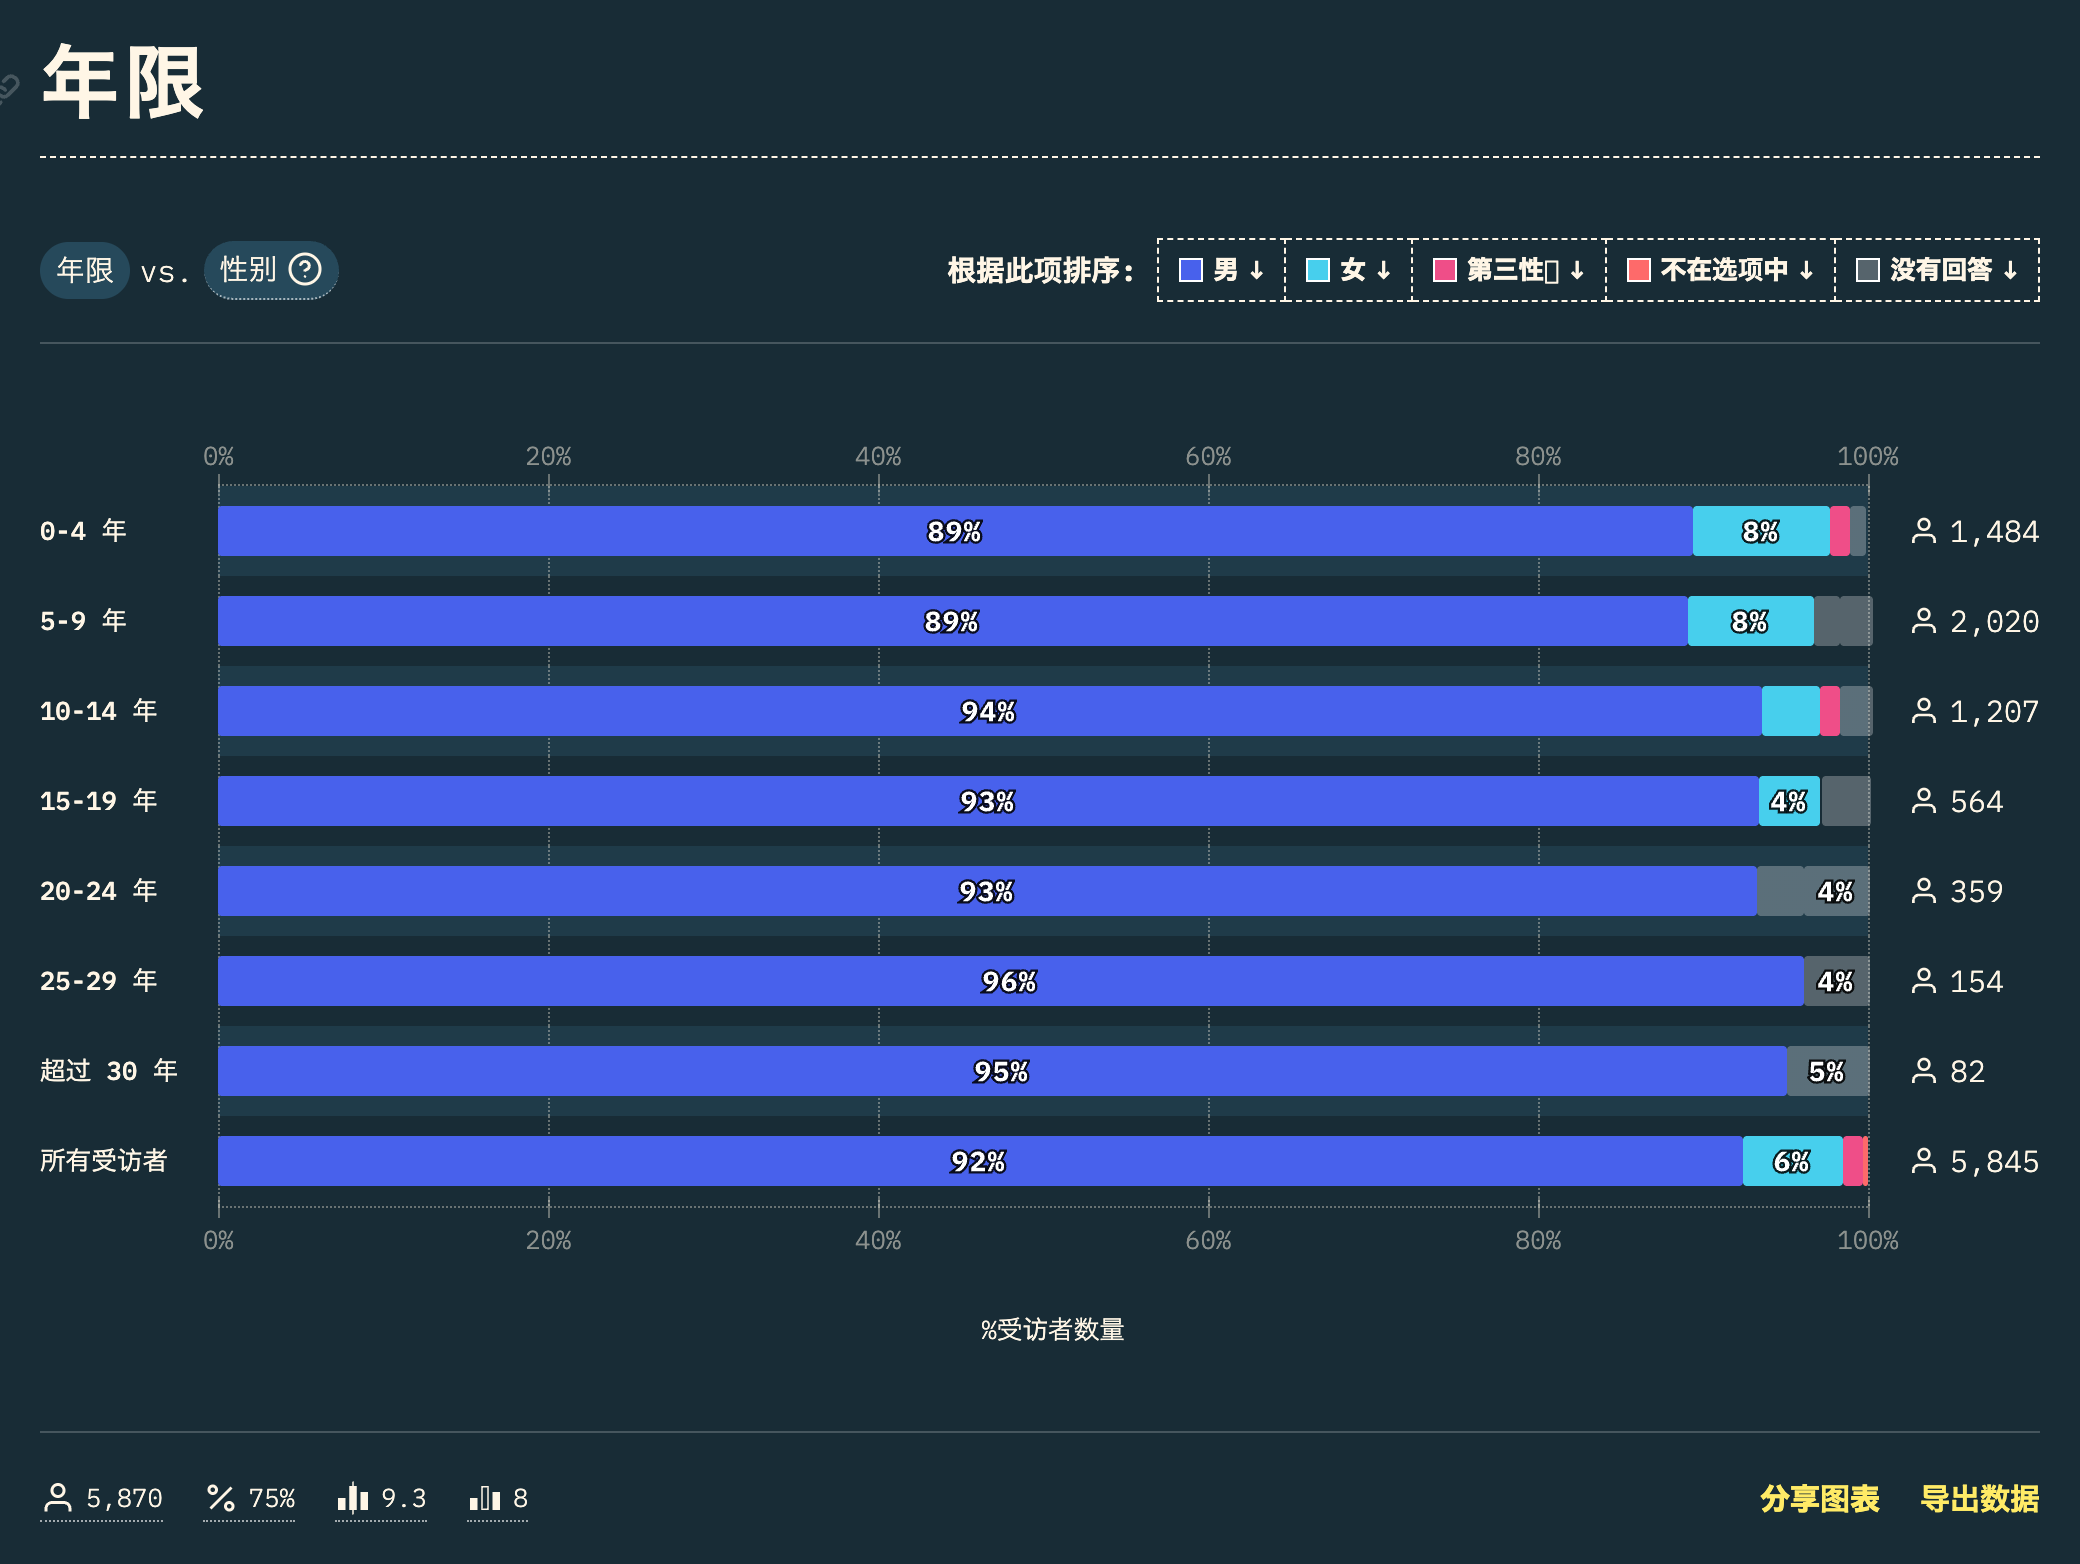 年限
年限 vs. 性别
根据此项排序: 男 ↓ 女 ↓ 第三性▯ ↓ 不在选项中 ↓ 没有回答 ↓
0% 20% 40% 60% 80% 100%
0-4 年 89% 8% 1,484
5-9 年 89% 8% 2,020
10-14 年 94% 1,207
15-19 年 93% 4% 564
20-24 年 93% 4% 359
25-29 年 96% 4% 154
超过 30 年 95% 5% 82
所有受访者 92% 6% 5,845
0% 20% 40% 60% 80% 100%
%受访者数量
5,870 % 75% 9.3 8 分享图表 导出数据